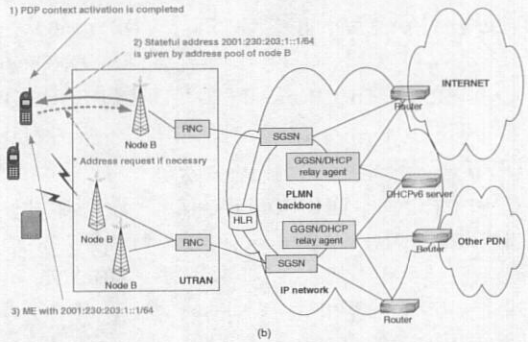 1) PDP context activation is completed
2) Stateful address 2001:230:203:1::1/64
is given by address pool of node B
INTERNET
Router
Node B
RNC
SGSN
* Address request if necessary
GGSN/DHCP
relay agent
PLMN
backbone
DHCPv6 server
HLR
GGSN/DHCP
relay agent
Node B
RNC
Router
Other PDN
SGSN
Node B
UTRAN
IP network
3) ME with 2001:230:203:1::1/64
Router
(b)